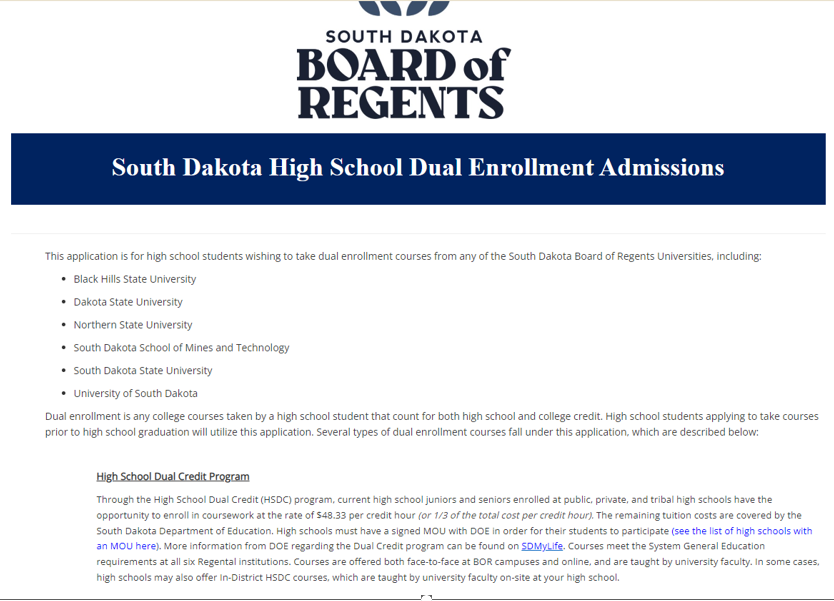 SOUTH DAKOTA
BOARD of
REGENTS
South Dakota High School Dual Enrollment Admissions
This application is for high school students wishing to take dual enrollment courses from any of the South Dakota Board of Regents Universities, including:
• Black Hills State University
• Dakota State University
• Northern State University
• South Dakota School of Mines and Technology
• South Dakota State University
• University of South Dakota
Dual enrollment is any college courses taken by a high school student that count for both high school and college credit. High school students applying to take courses
prior to high school graduation will utilize this application. Several types of dual enrollment courses fall under this application, which are described below:
High School Dual Credit Program
Through the High School Dual Credit (HSDC) program, current high school juniors and seniors enrolled at public, private, and tribal high schools have the
opportunity to enroll in coursework at the rate of $48.33 per credit hour (or 1/3 of the total cost per credit hour). The remaining tuition costs are covered by the
South Dakota Department of Education. High schools must have a signed MOU with DOE in order for their students to participate (see the list of high schools with
an MOU here). More information from DOE regarding the Dual Credit program can be found on SDMyLife. Courses meet the System General Education
requirements at all six Regental institutions. Courses are offered both face-to-face at BOR campuses and online, and are taught by university faculty. In some cases,
high schools may also offer In-District HSDC courses, which are taught by university faculty on-site at your high school.